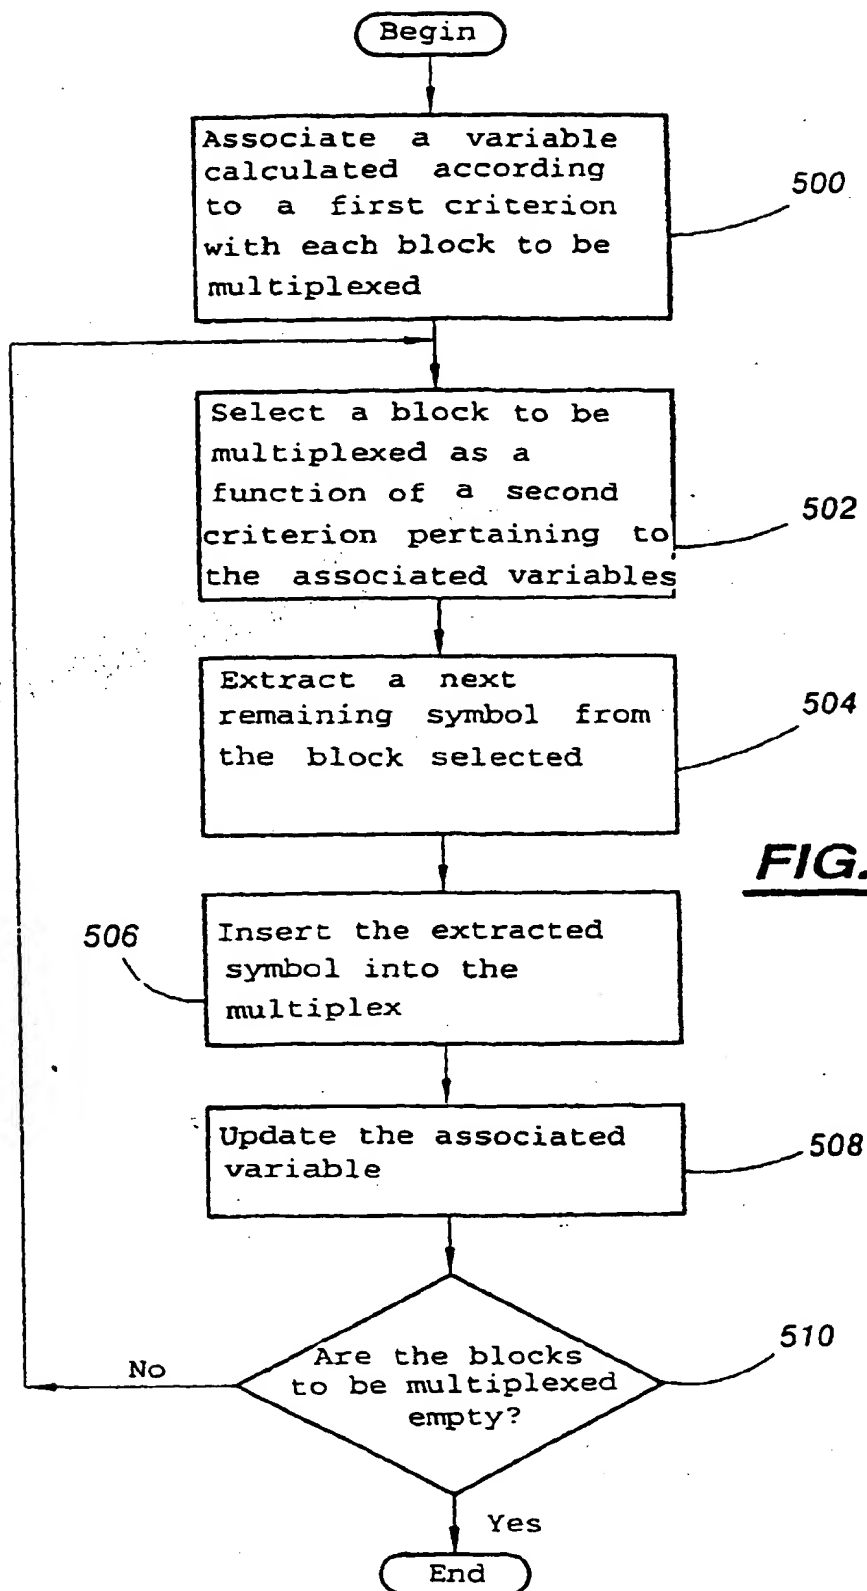 Begin
Associate a variable
calculated according
to a first criterion
with each block to be
multiplexed
500
Select a block to be
multiplexed as a
function of a second
criterion pertaining to
the associated variables
502
Extract a next
remaining symbol from
the block selected
504
FIG.
506
Insert the extracted
symbol into the
multiplex
Update the associated
variable
508
Are the blocks
to be multiplexed
empty?
510
No
Yes
End